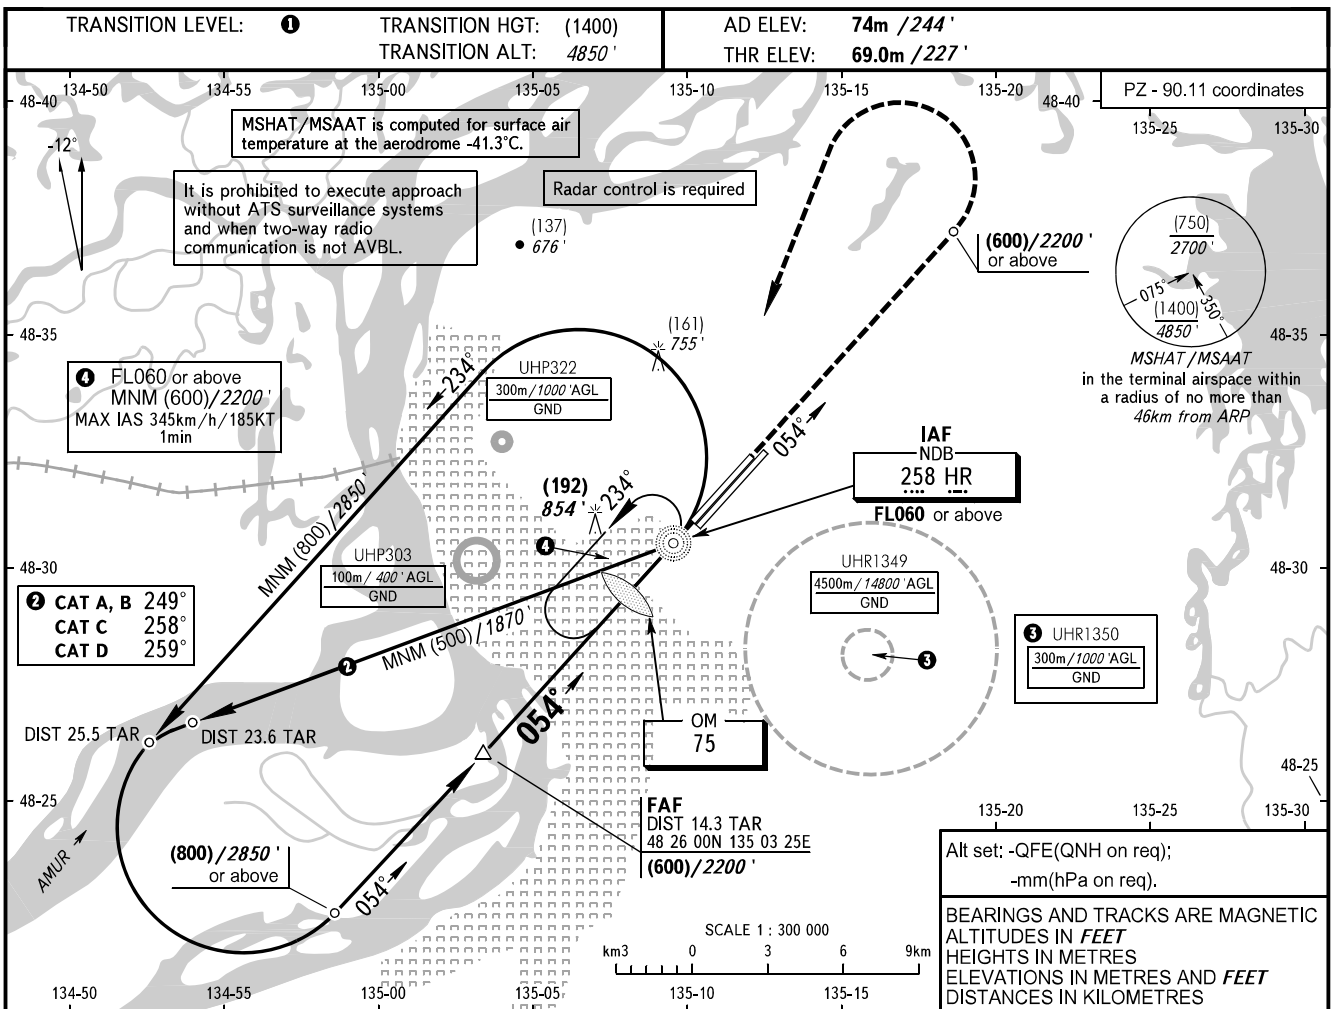 TRANSITION LEVEL: 1 TRANSITION HGT: (1400)
TRANSITION ALT: 4850 '
AD ELEV: 74m / 244 '
THR ELEV: 69.0m / 227 '
134-50 134-55 135-00 135-05 135-10 135-15 135-20
48-40
48-40
PZ - 90.11 coordinates
135-25 135-30
-12°
MSHAT/MSAAT is computed for surface air
temperature at the aerodrome -41.3°C.
It is prohibited to execute approach
without ATS surveillance systems
and when two-way radio
communication is not AVBL.
Radar control is required
(137)
676 '
(600)/2200 '
or above
(750)
2700 '
075°
350°
(1400)
4850 '
MSHAT/MSAAT
in the terminal airspace within
a radius of no more than
46km from ARP
48-35
48-35
(161)
755 '
4 FL060 or above
MNM (600)/2200 '
MAX IAS 345km/h/185KT
1min
234°
UHP322
300m/1000 'AGL
GND
054°
IAF
NDB
258 HR
FL060 or above
(192)
854 '
234°
4
MNM (800)/2850 '
UHP303
100m/ 400 'AGL
GND
UHR1349
4500m/14800 'AGL
GND
48-30
48-30
2 CAT A, B 249°
CAT C 258°
CAT D 259°
MNM (500)/1870 '
2
3
3 UHR1350
300m/1000 'AGL
GND
054°
OM
75
DIST 25.5 TAR
DIST 23.6 TAR
48-25
48-25
135-20 135-25 135-30
FAF
DIST 14.3 TAR
48 26 00N 135 03 25E
(600)/2200 '
AMUR
(800)/2850 '
or above
054°
Alt set: -QFE(QNH on req);
-mm(hPa on req).
SCALE 1 : 300 000
km3 0 3 6 9km
BEARINGS AND TRACKS ARE MAGNETIC
ALTITUDES IN FEET
HEIGHTS IN METRES
ELEVATIONS IN METRES AND FEET
DISTANCES IN KILOMETRES
134-50 134-55 135-00 135-05 135-10 135-15